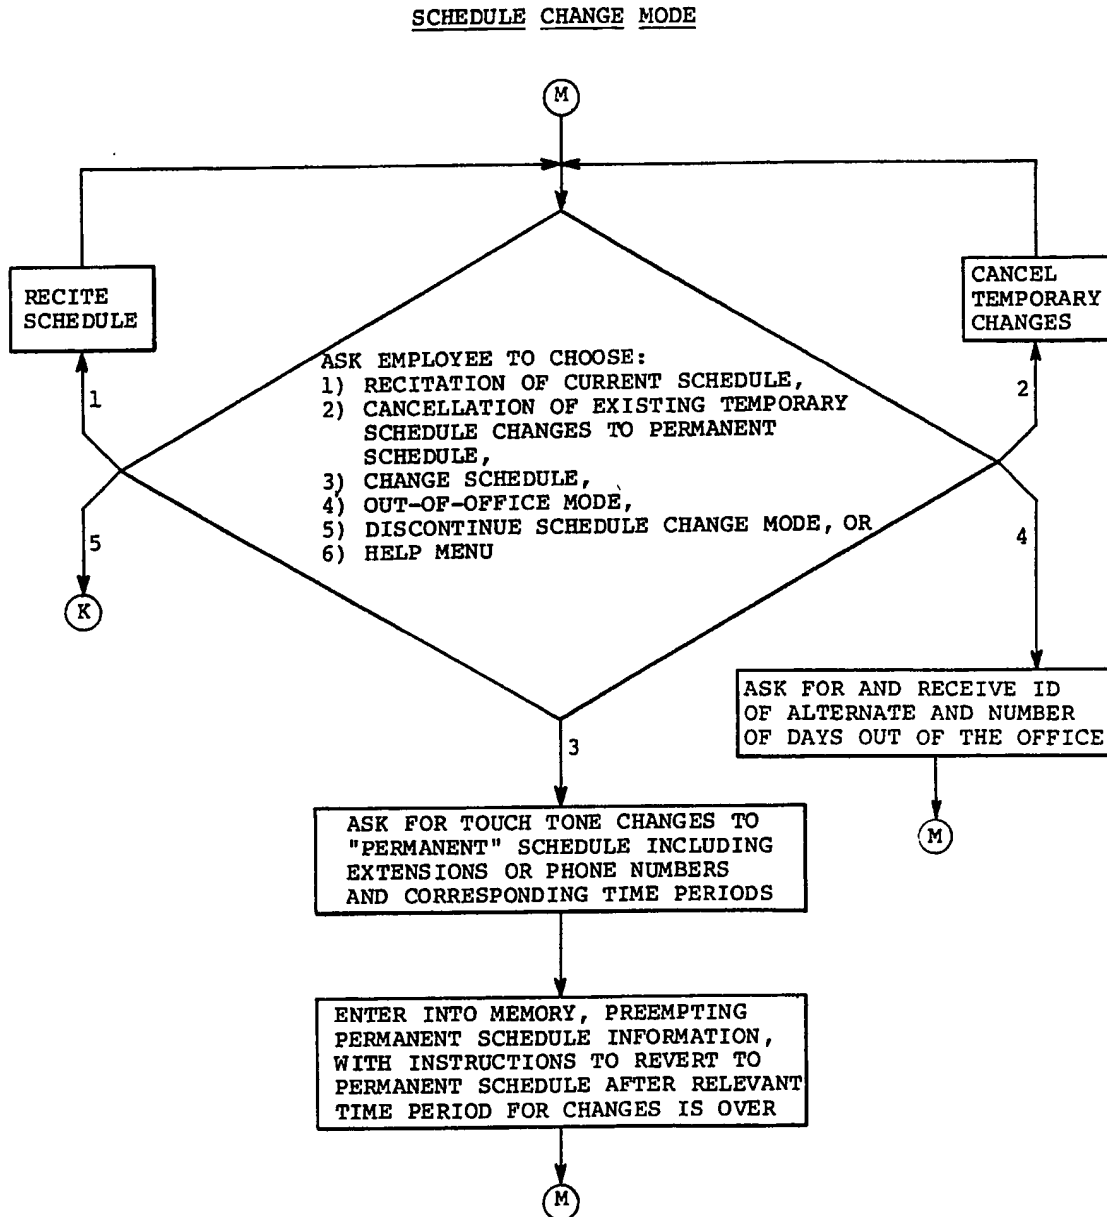 SCHEDULE CHANGE MODE
M
RECITE
SCHEDULE
CANCEL
TEMPORARY
CHANGES
ASK EMPLOYEE TO CHOOSE:
1) RECITATION OF CURRENT SCHEDULE,
2) CANCELLATION OF EXISTING TEMPORARY
SCHEDULE CHANGES TO PERMANENT
SCHEDULE,
3) CHANGE SCHEDULE,
4) OUT-OF-OFFICE MODE,
5) DISCONTINUE SCHEDULE CHANGE MODE, OR
6) HELP MENU
1
2
5
4
K
ASK FOR AND RECEIVE ID
OF ALTERNATE AND NUMBER
OF DAYS OUT OF THE OFFICE
3
M
ASK FOR TOUCH TONE CHANGES TO
"PERMANENT" SCHEDULE INCLUDING
EXTENSIONS OR PHONE NUMBERS
AND CORRESPONDING TIME PERIODS
ENTER INTO MEMORY, PREEMPTING
PERMANENT SCHEDULE INFORMATION,
WITH INSTRUCTIONS TO REVERT TO
PERMANENT SCHEDULE AFTER RELEVANT
TIME PERIOD FOR CHANGES IS OVER
M